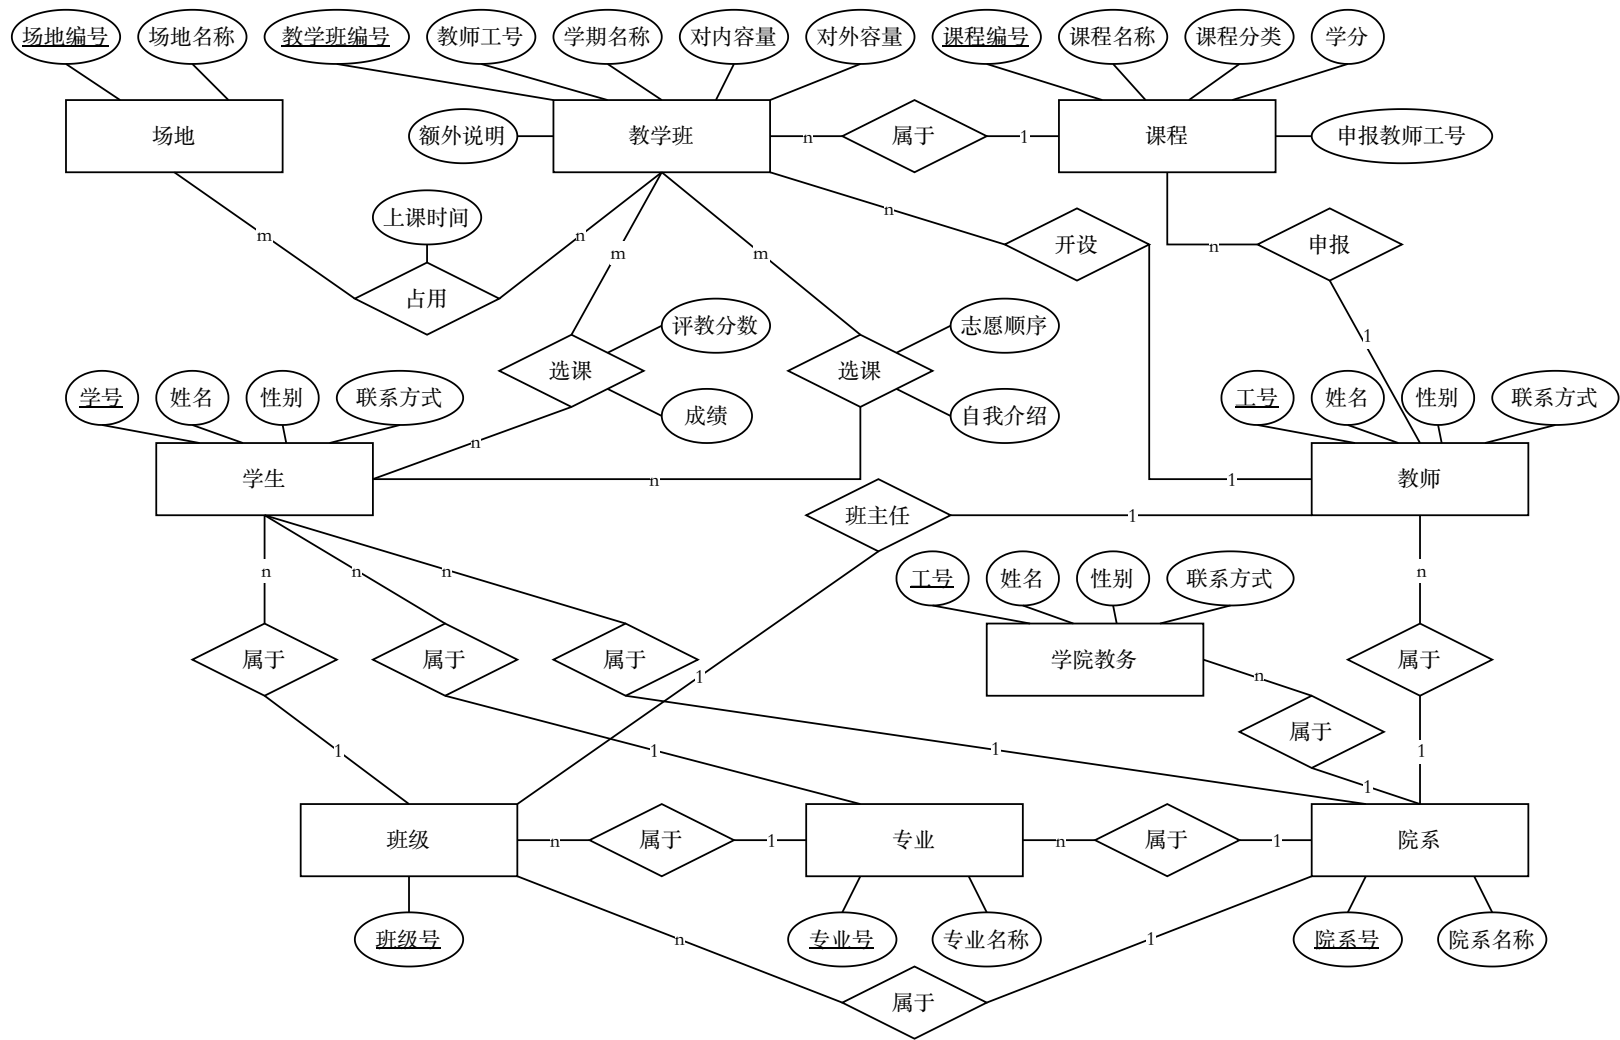 场地编号 场地名称 教学班编号 教师工号 学期名称 对内容量 对外容量 课程编号 课程名称 课程分类 学分
场地 额外说明 教学班 n 属于 1 课程 申报教师工号
上课时间 n
m n m m 开设 n 申报
占用
评教分数 志愿顺序 1
选课 选课
学号 姓名 性别 联系方式 成绩 自我介绍 工号 姓名 性别 联系方式
n
学生 n 1 教师
班主任 1
n n n 工号 姓名 性别 联系方式 n
属于 属于 属于 学院教务 属于
1 n
属于
1 1 1 1
1
班级 n 属于 1 专业 n 属于 1 院系
班级号 n 专业号 专业名称 1 院系号 院系名称
属于